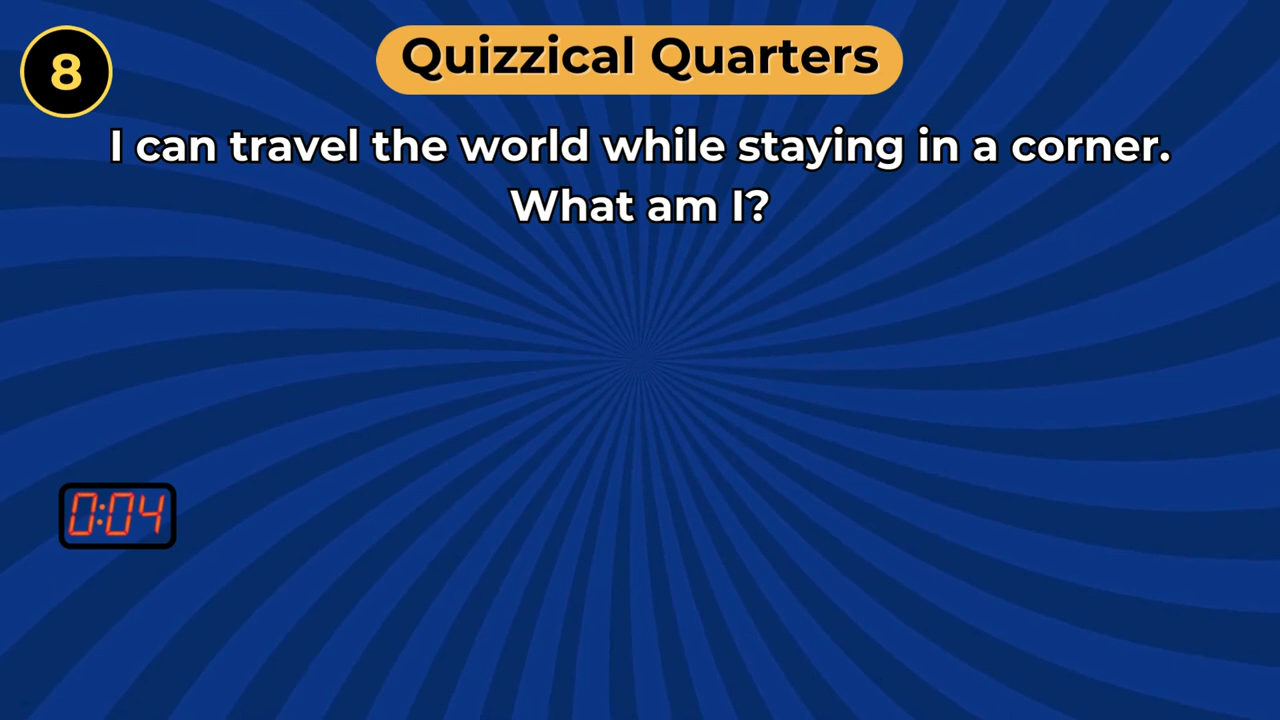 8
Quizzical Quarters
I can travel the world while staying in a corner.
What am I?
0:04